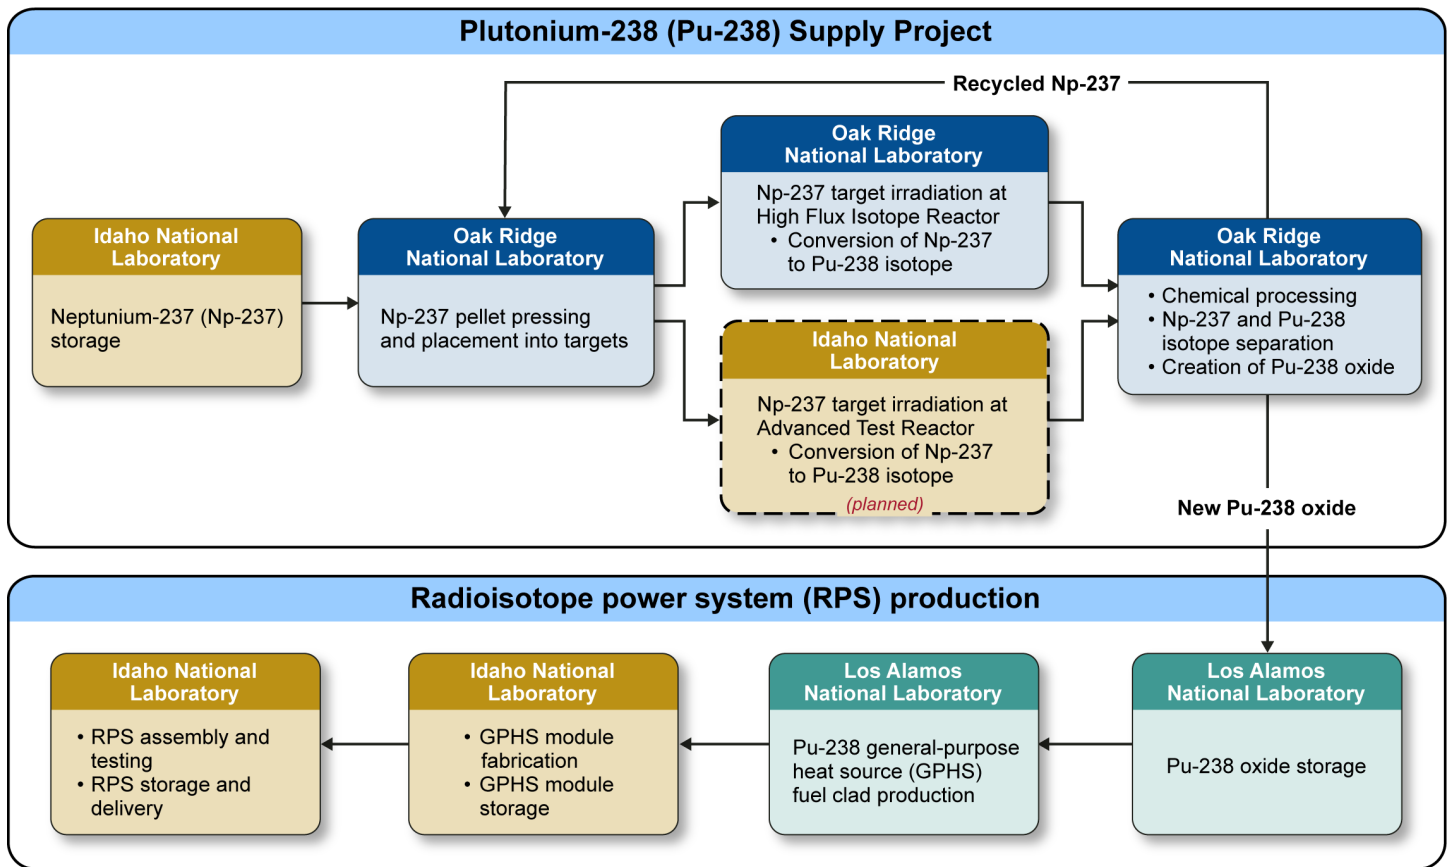 Plutonium-238 (Pu-238) Supply Project
Recycled Np-237
Idaho National
Laboratory
Neptunium-237 (Np-237)
storage
Oak Ridge
National Laboratory
Np-237 pellet pressing
and placement into targets
Oak Ridge
National Laboratory
Np-237 target irradiation at
High Flux Isotope Reactor
• Conversion of Np-237
to Pu-238 isotope
Idaho National
Laboratory
Np-237 target irradiation at
Advanced Test Reactor
• Conversion of Np-237
to Pu-238 isotope
(planned)
Oak Ridge
National Laboratory
• Chemical processing
• Np-237 and Pu-238
isotope separation
• Creation of Pu-238 oxide
New Pu-238 oxide
Radioisotope power system (RPS) production
Idaho National
Laboratory
• RPS assembly and
testing
• RPS storage and
delivery
Idaho National
Laboratory
• GPHS module
fabrication
• GPHS module
storage
Los Alamos
National Laboratory
Pu-238 general-purpose
heat source (GPHS)
fuel clad production
Los Alamos
National Laboratory
Pu-238 oxide storage